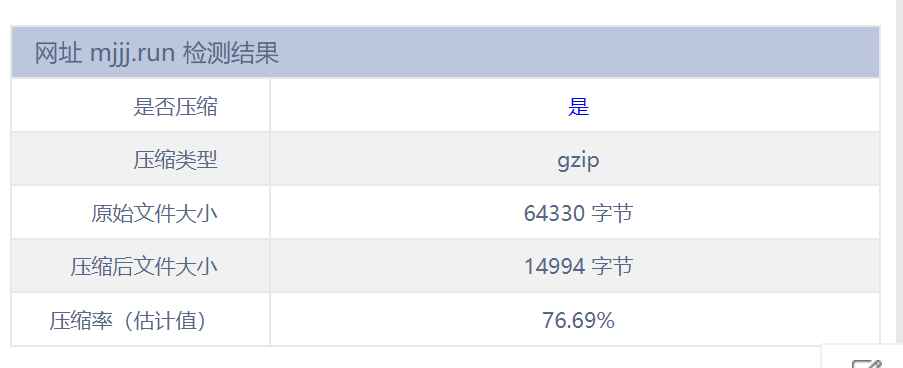 网址 mjjj.run 检测结果
是否压缩 是
压缩类型 gzip
原始文件大小 64330 字节
压缩后文件大小 14994 字节
压缩率（估计值） 76.69%